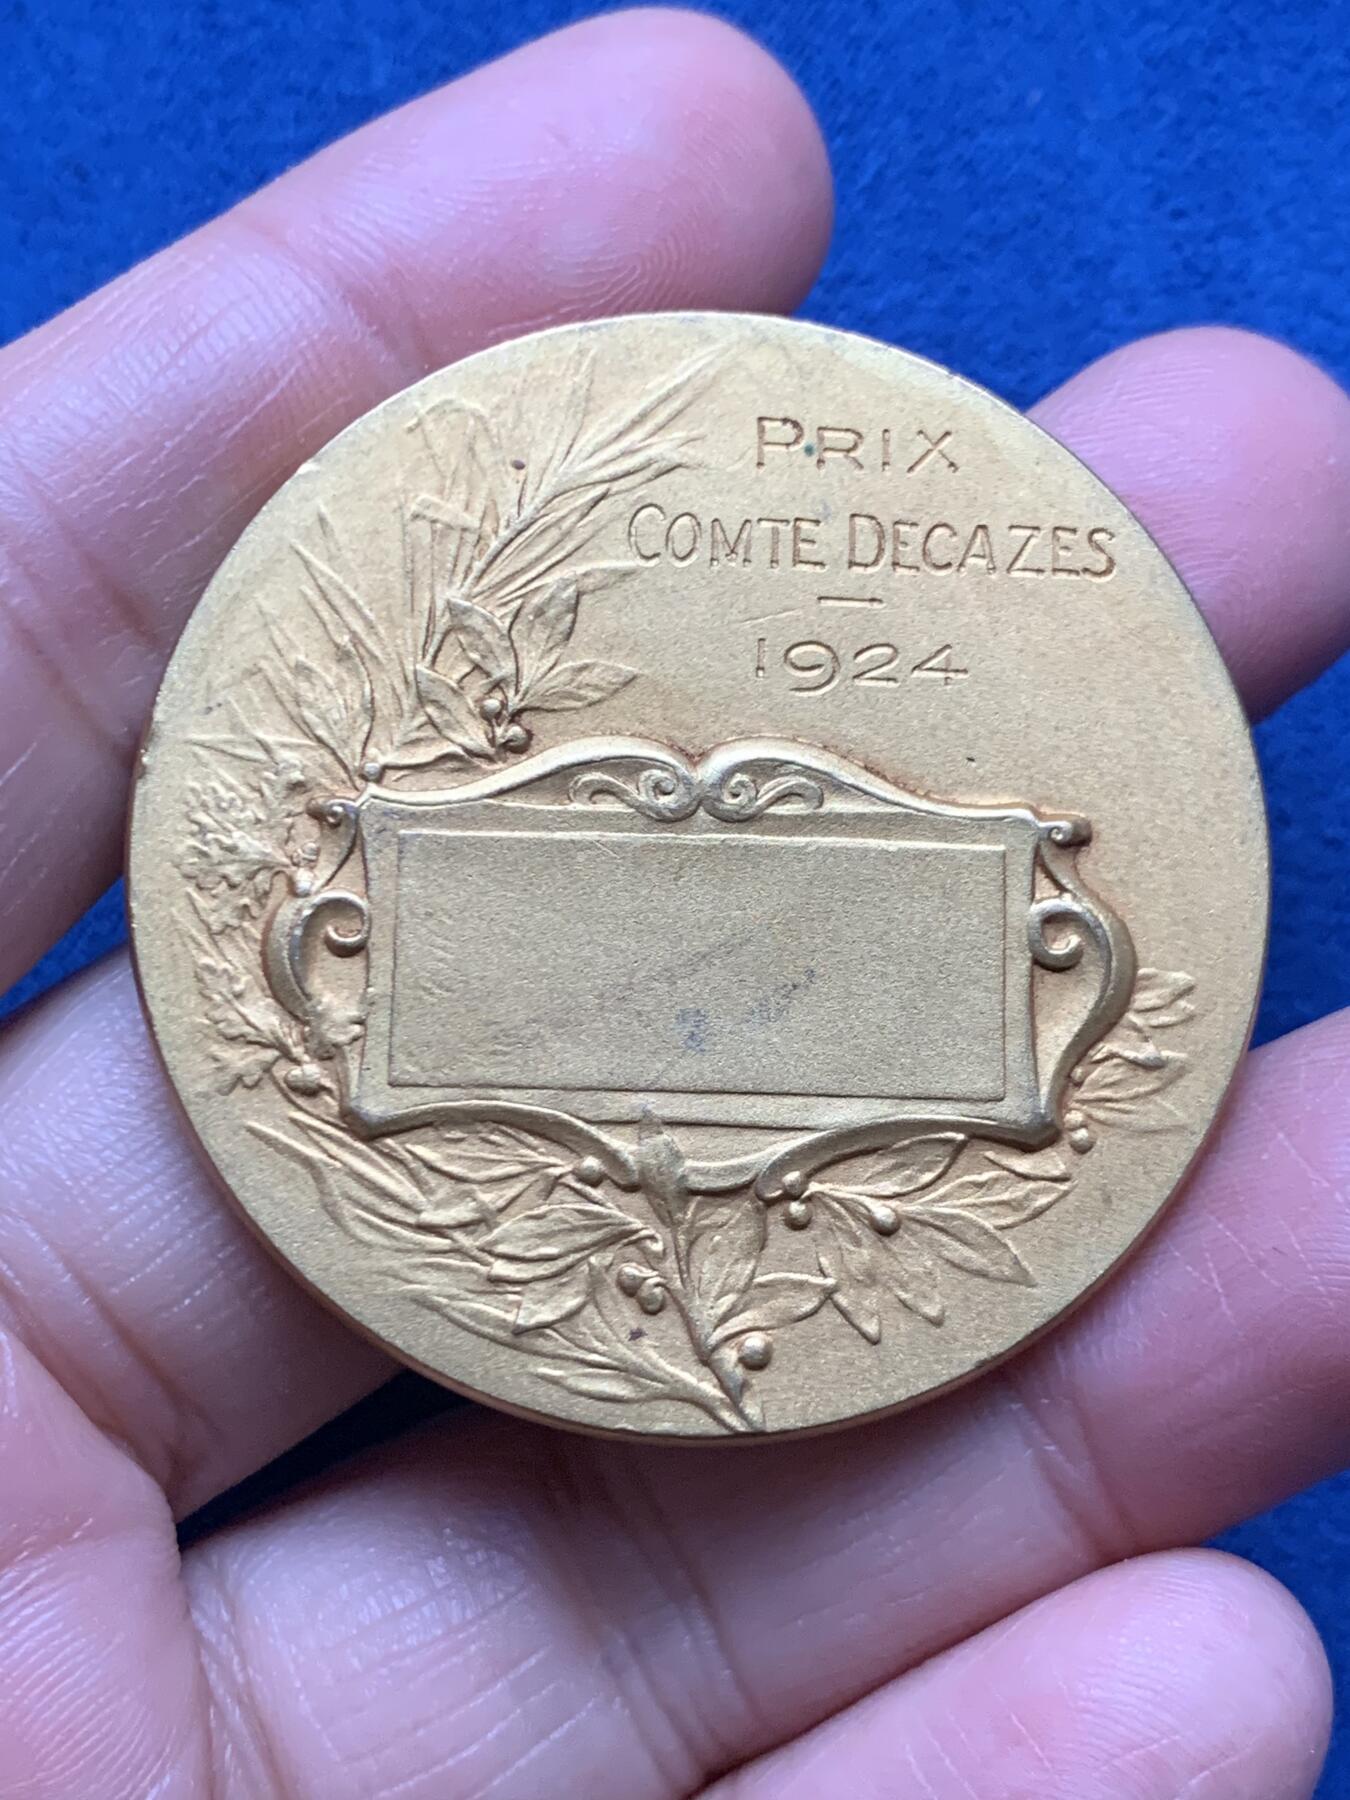 PRIX
COMTE DECAZES
—
1924